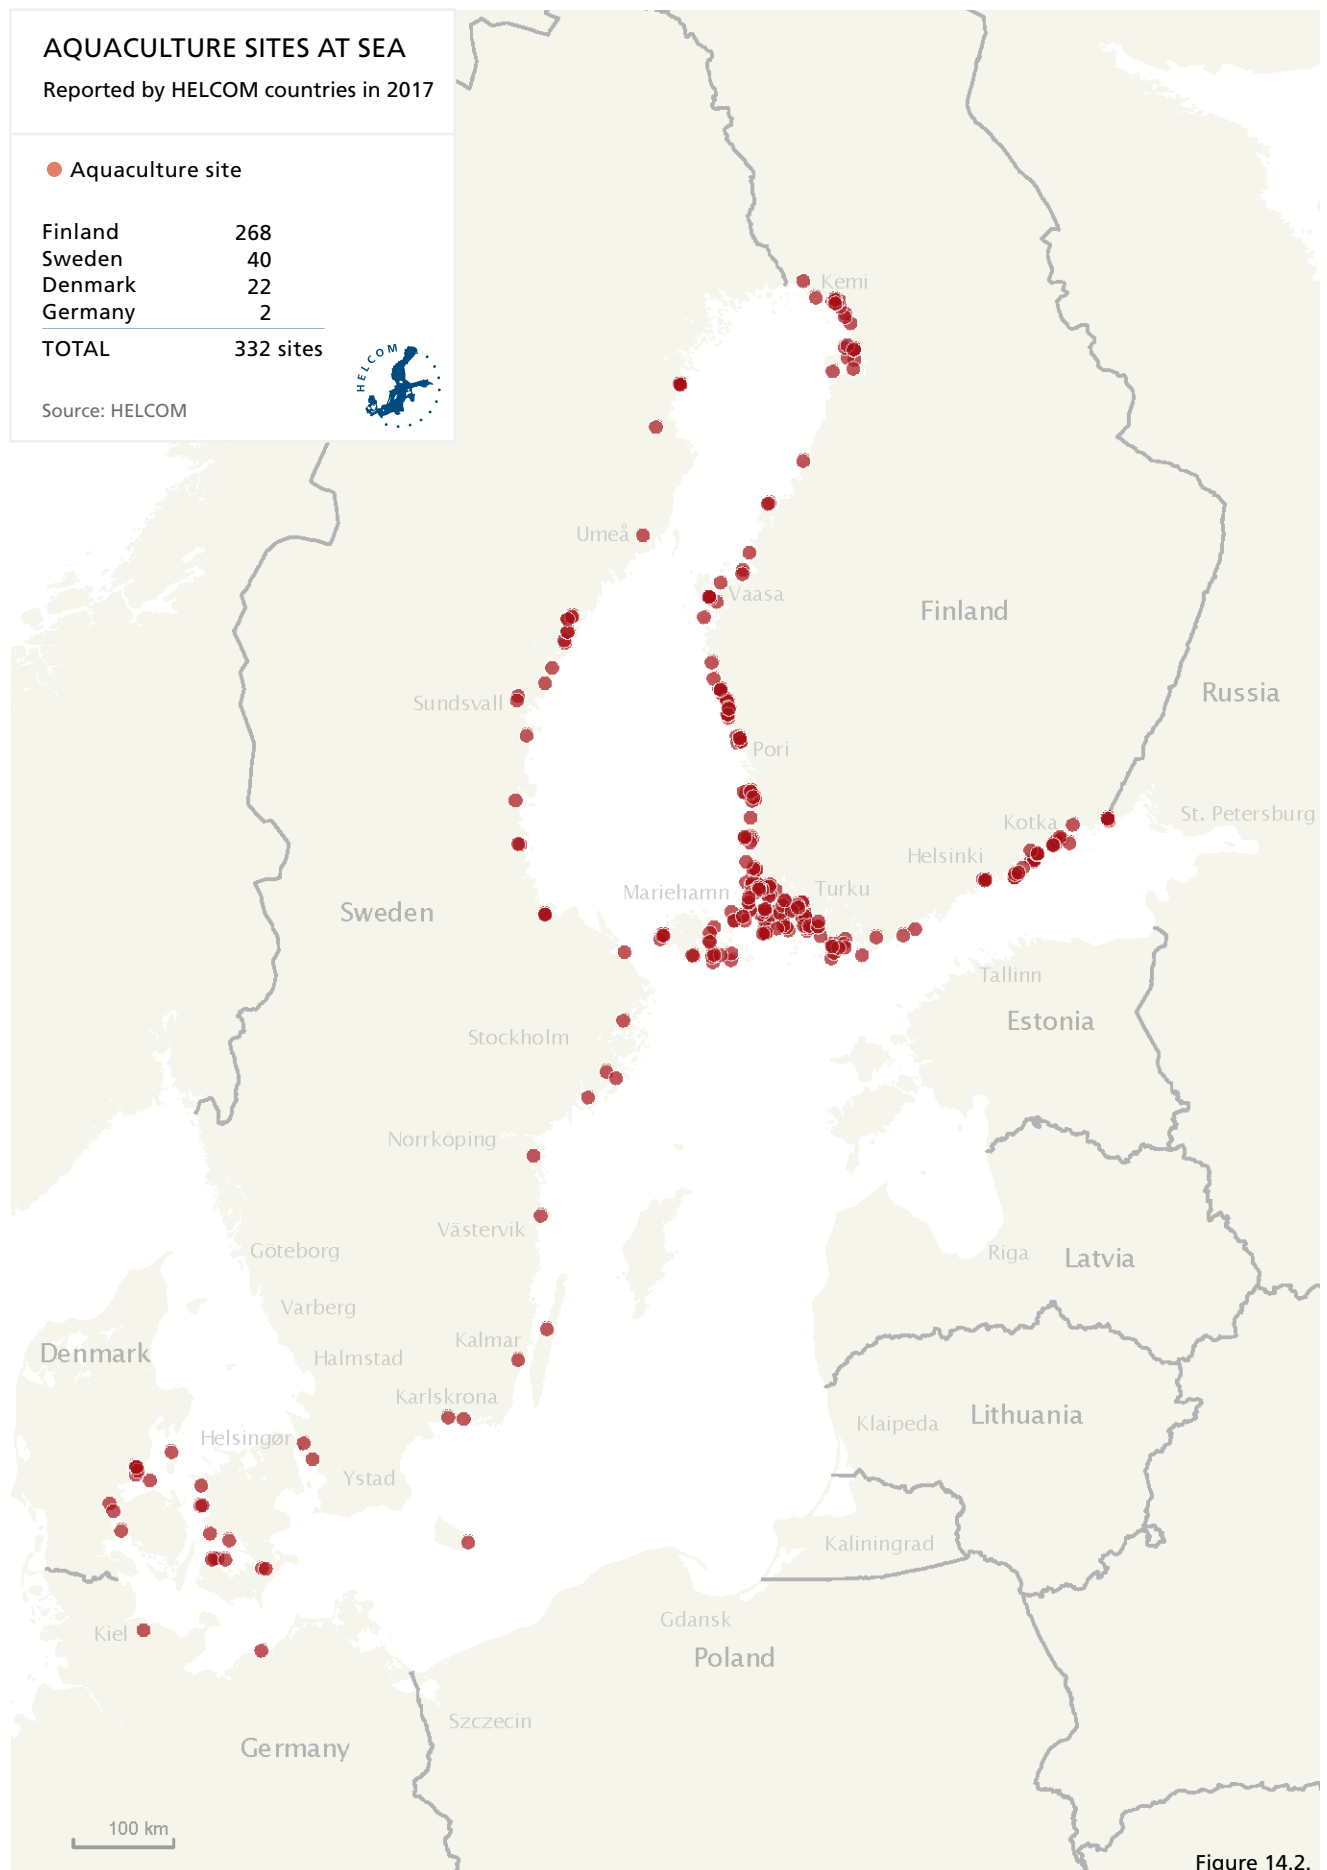 AQUACULTURE SITES AT SEA
Reported by HELCOM countries in 2017
Aquaculture site
Finland 268
Sweden 40
Denmark 22
Germany 2
TOTAL 332 sites
HELCOM
Source: HELCOM
Kemi
Umeå
Vaasa
Finland
Russia
Sundsvall
Pori
St. Petersburg
Kotka
Helsinki
Mariehamn
Turku
Sweden
Tallinn
Estonia
Stockholm
Norrköping
Västervik
Göteborg
Riga
Latvia
Varberg
Kalmar
Denmark
Halmstad
Karlskrona
Klaipeda
Lithuania
Helsingør
Ystad
Kaliningrad
Gdansk
Kiel
Poland
Szczecin
Germany
100 km
Figure 14.2.